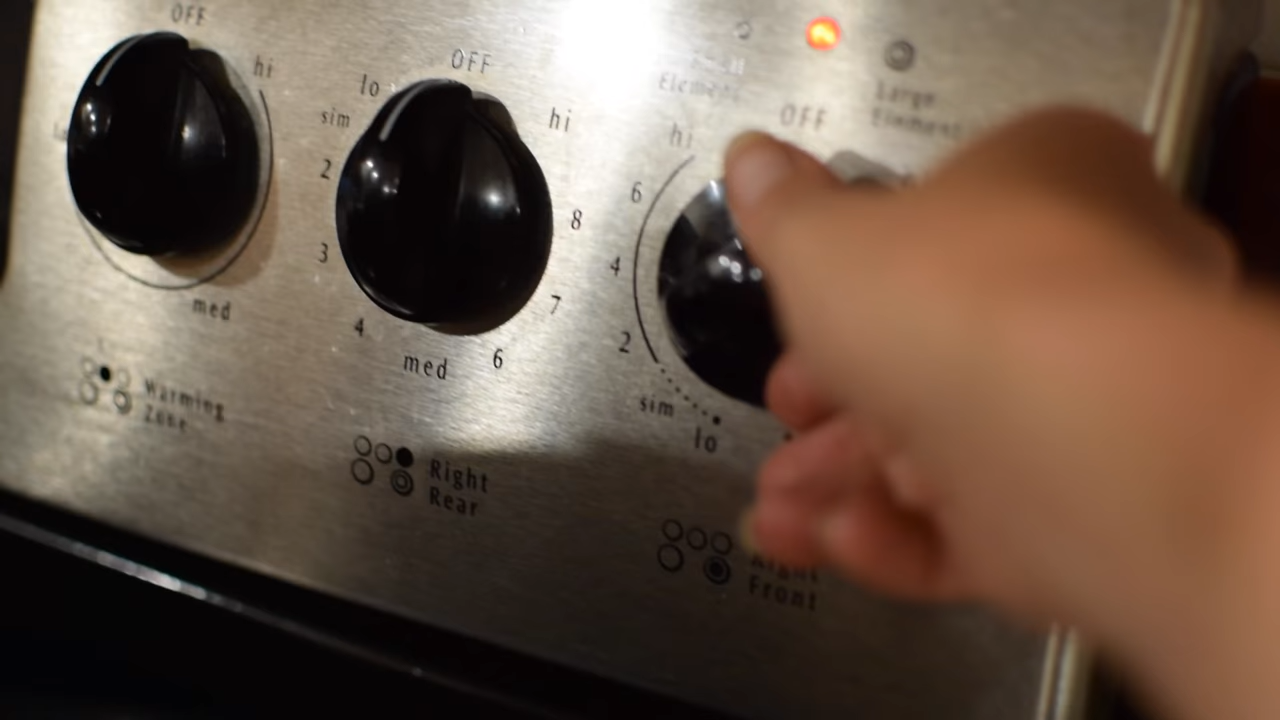 OFF
hi
med
Warming
Zone
OFF
lo
hi
sim
2
8
3
7
4
6
med
Right
Rear
Element
Large
Element
OFF
hi
6
4
2
sim
lo
Right
Front